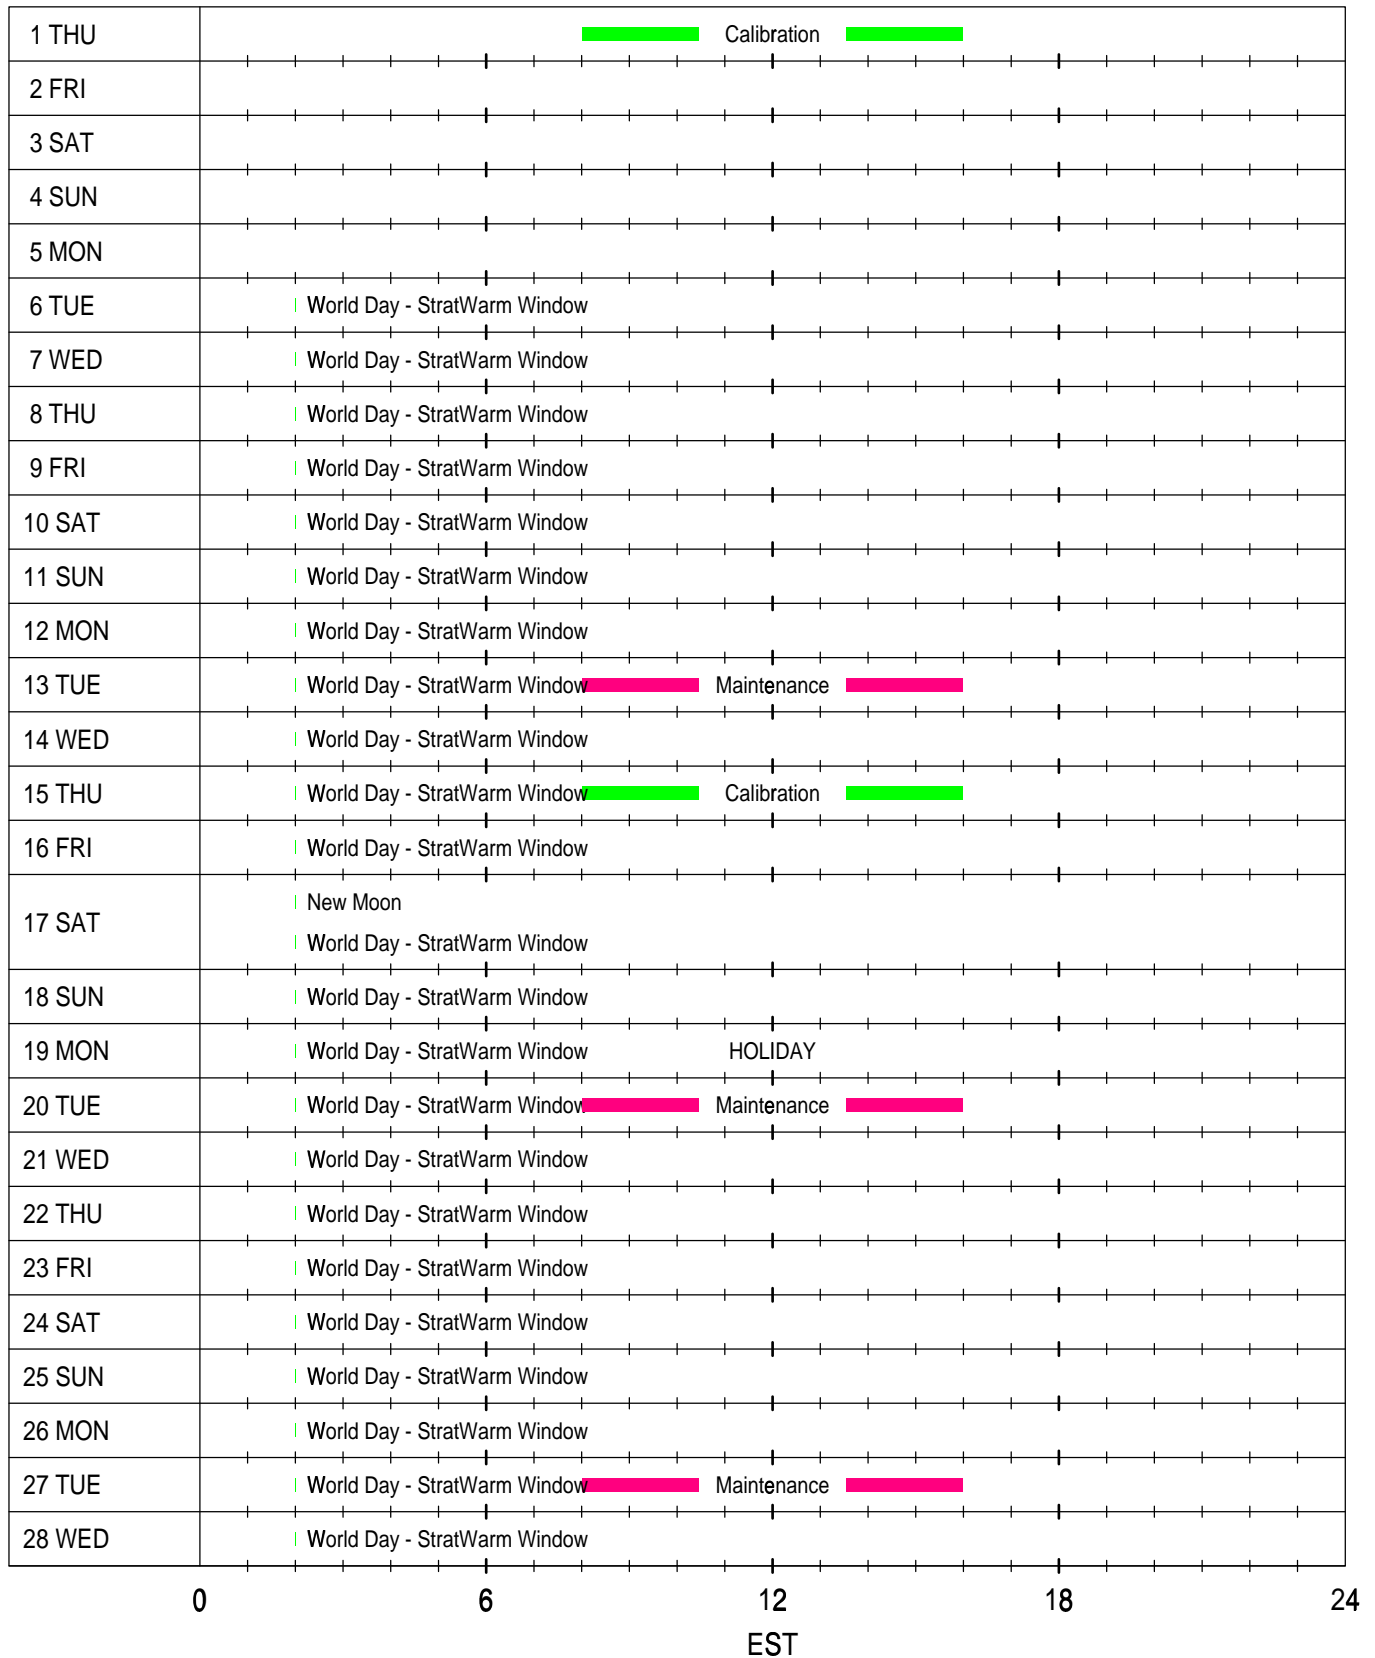 1 THU Calibration
2 FRI
3 SAT
4 SUN
5 MON
6 TUE World Day - StratWarm Window
7 WED World Day - StratWarm Window
8 THU World Day - StratWarm Window
9 FRI World Day - StratWarm Window
10 SAT World Day - StratWarm Window
11 SUN World Day - StratWarm Window
12 MON World Day - StratWarm Window
13 TUE World Day - StratWarm Window Maintenance
14 WED World Day - StratWarm Window
15 THU World Day - StratWarm Window Calibration
16 FRI World Day - StratWarm Window
New Moon
17 SAT
World Day - StratWarm Window
18 SUN World Day - StratWarm Window
19 MON World Day - StratWarm Window HOLIDAY
20 TUE World Day - StratWarm Window Maintenance
21 WED World Day - StratWarm Window
22 THU World Day - StratWarm Window
23 FRI World Day - StratWarm Window
24 SAT World Day - StratWarm Window
25 SUN World Day - StratWarm Window
26 MON World Day - StratWarm Window
27 TUE World Day - StratWarm Window Maintenance
28 WED World Day - StratWarm Window
0 6 12 18 24
EST